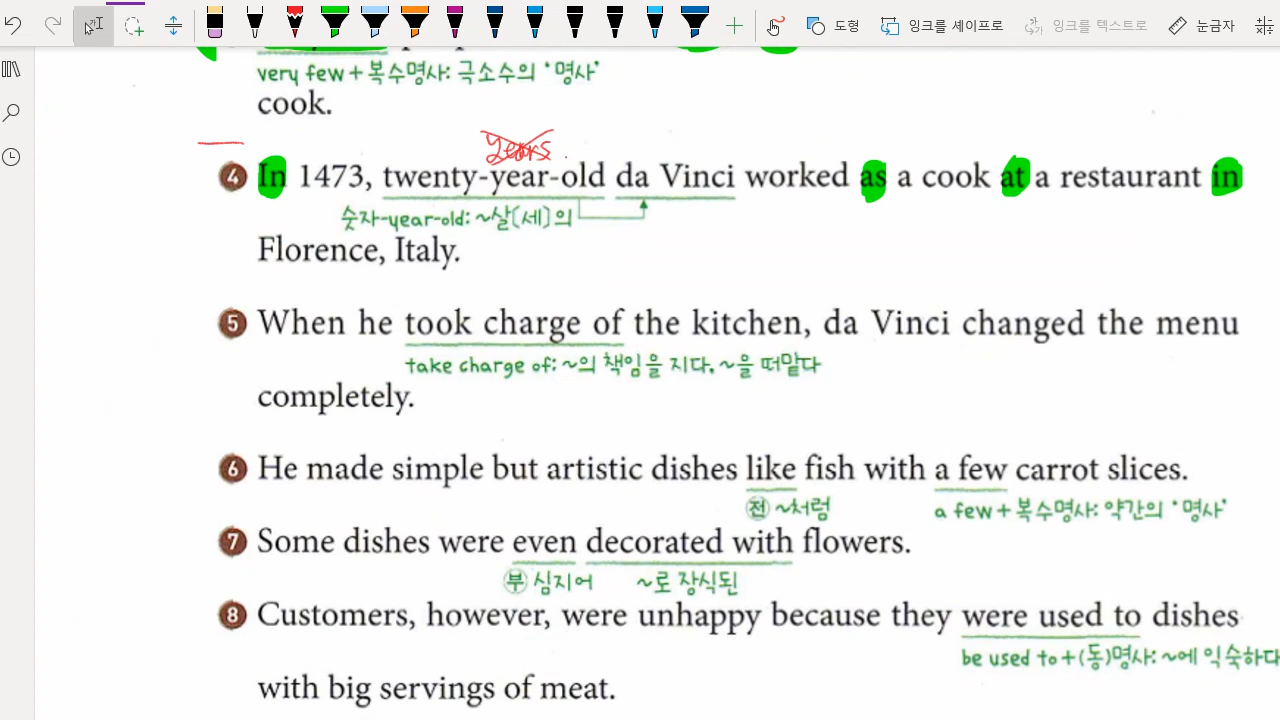 도형
잉크를 셰이프로
잉크를 텍스트로
눈금자
very few + 복수명사: 극소수의 '명사'
cook.
years
4 In 1473, twenty-year-old da Vinci worked as a cook at a restaurant in
숫자-year-old: ~살(세)의
Florence, Italy.
5 When he took charge of the kitchen, da Vinci changed the menu
take charge of: ~의 책임을 지다, ~을 떠맡다
completely.
6 He made simple but artistic dishes like fish with a few carrot slices.
전 ~처럼
a few + 복수명사: 약간의 '명사'
7 Some dishes were even decorated with flowers.
부 심지어
~로 장식된
8 Customers, however, were unhappy because they were used to dishes
be used to+(동)명사: ~에 익숙하다
with big servings of meat.